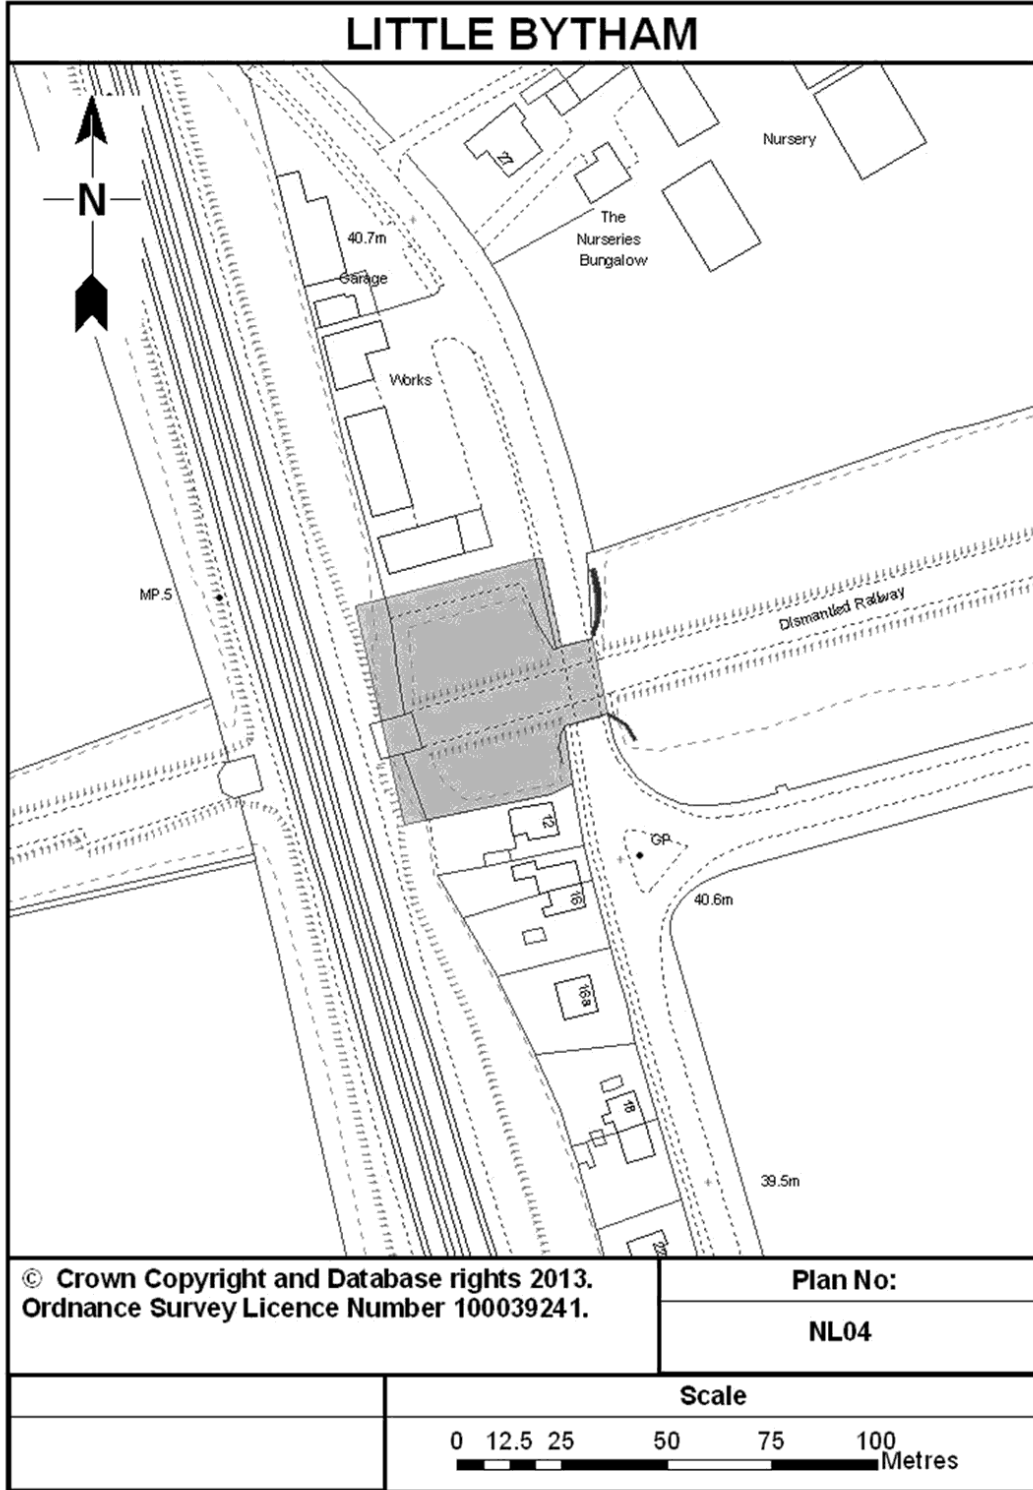 LITTLE BYTHAM
N
27
Nursery
The
Nurseries
Bungalow
40.7m
Garage
Works
MP.5
Dismantled Railway
12
GP
16
40.6m
16a
18
39.5m
22
© Crown Copyright and Database rights 2013.
Ordnance Survey Licence Number 100039241.
Plan No:
NL04
Scale
0 12.5 25 50 75 100
Metres